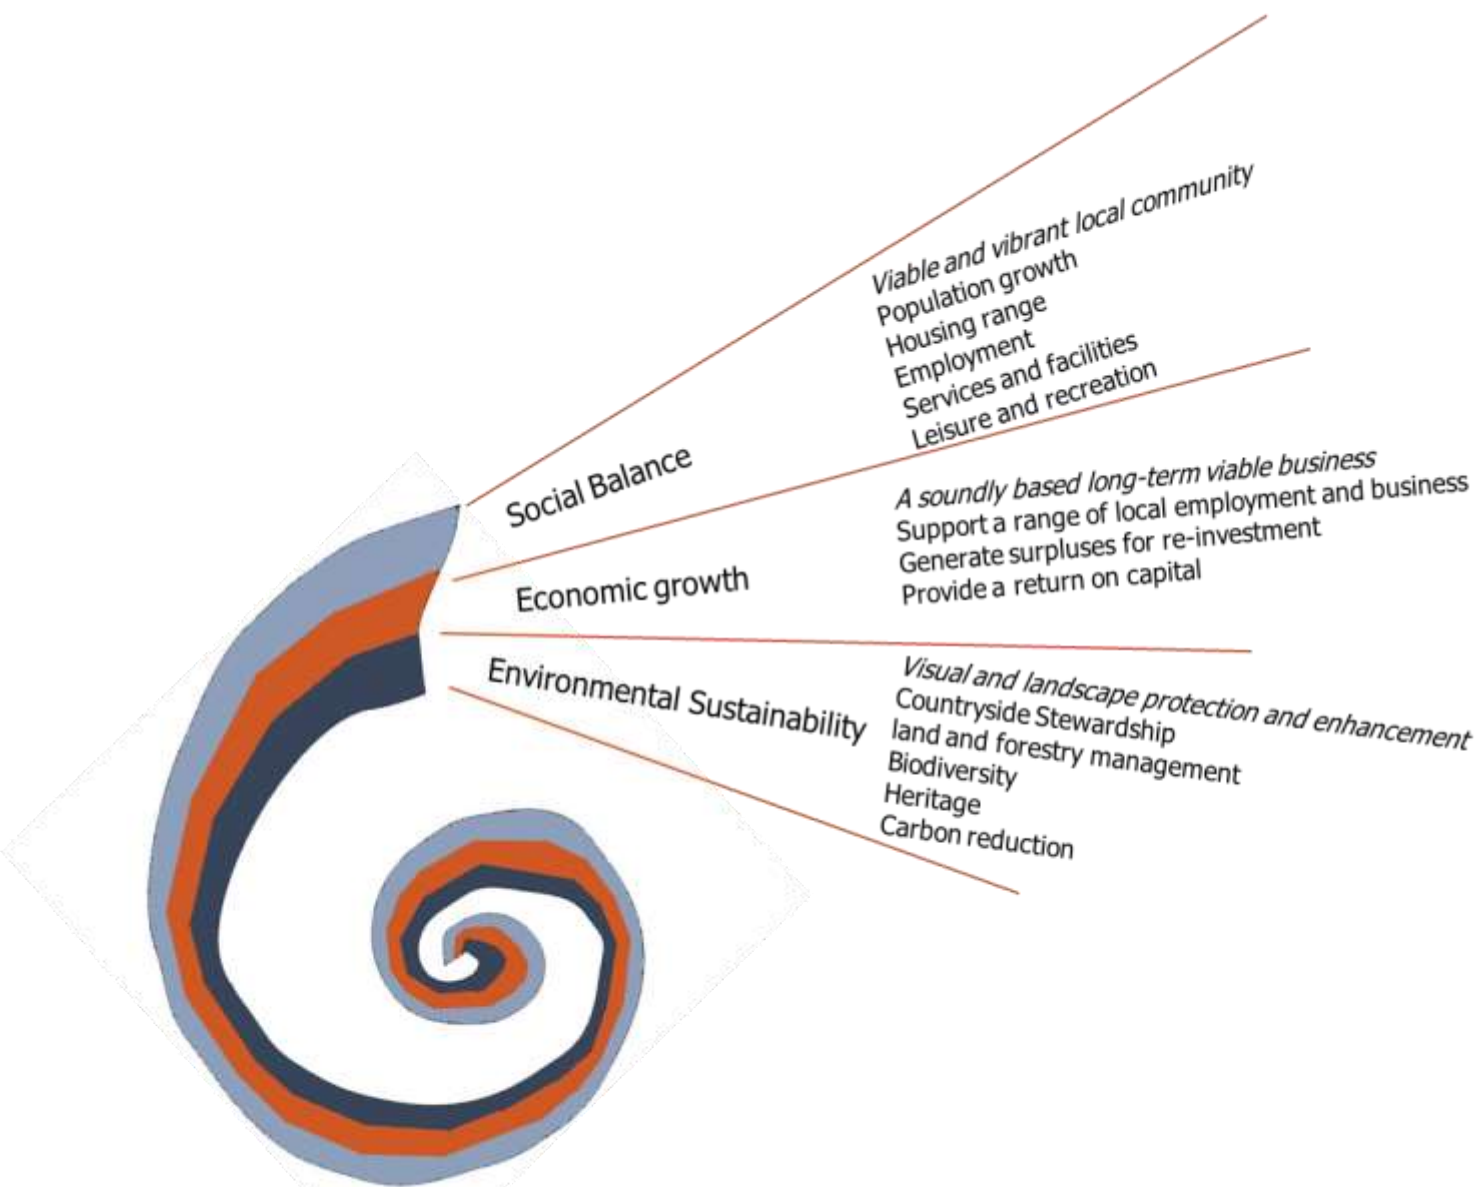 Social Balance
Viable and vibrant local community
Population growth
Housing range
Employment
Services and facilities
Leisure and recreation
Economic growth
A soundly based long-term viable business
Support a range of local employment and business
Generate surpluses for re-investment
Provide a return on capital
Environmental Sustainability
Visual and landscape protection and enhancement
Countryside Stewardship
land and forestry management
Biodiversity
Heritage
Carbon reduction